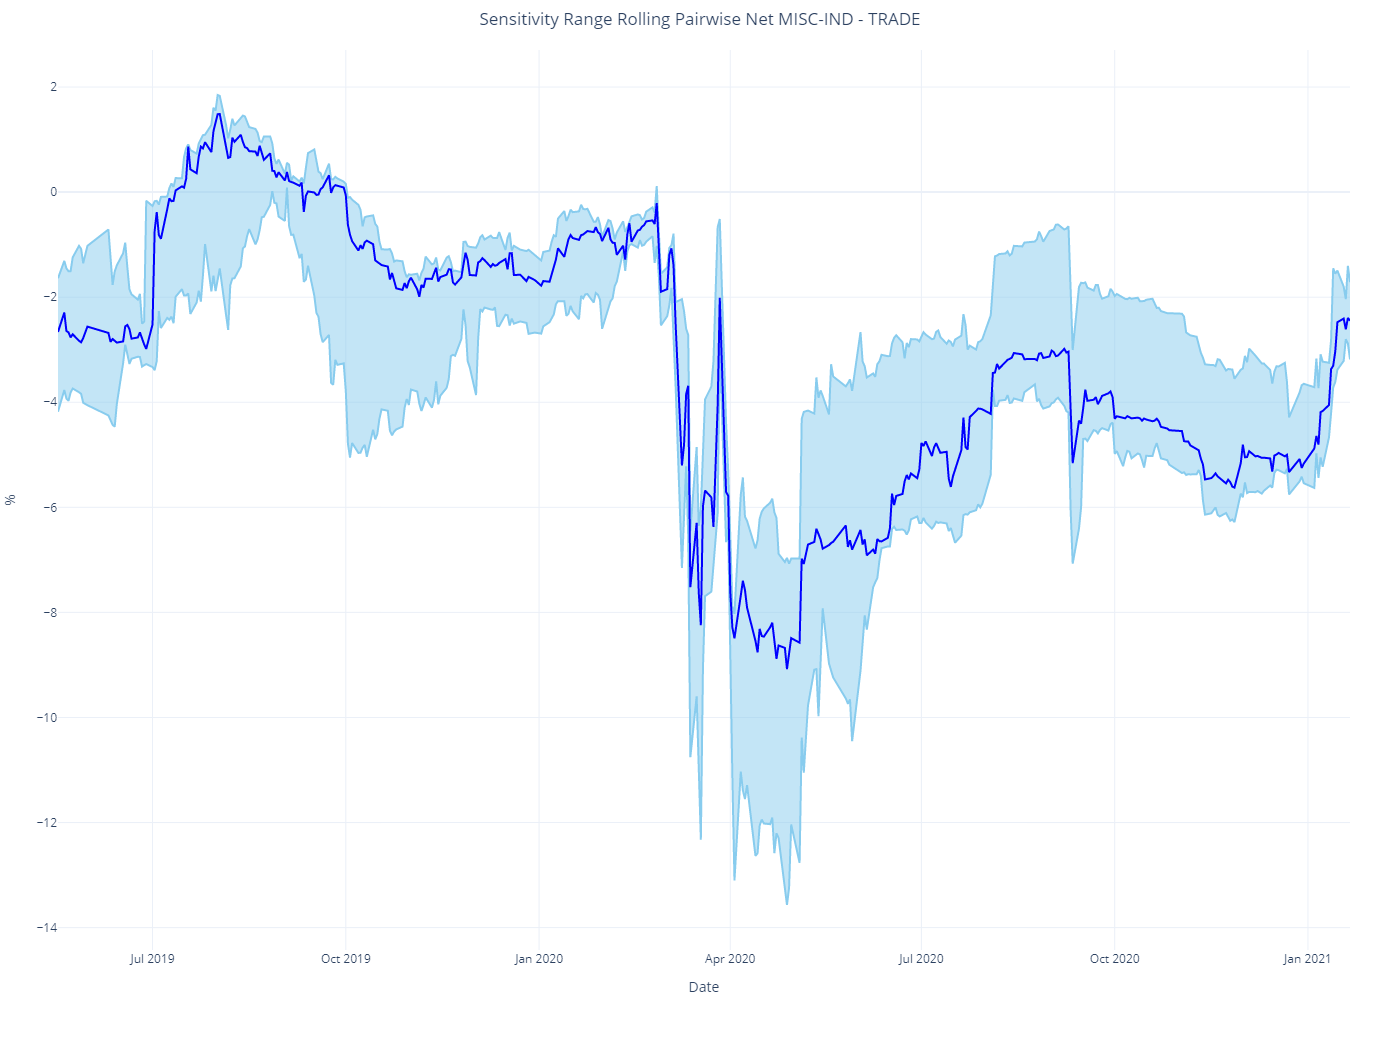 Sensitivity Range Rolling Pairwise Net MISC-IND - TRADE
2
0
−2
−4
−6
−8
−10
−12
−14
%
Jul 2019
Oct 2019
Jan 2020
Apr 2020
Jul 2020
Oct 2020
Jan 2021
Date